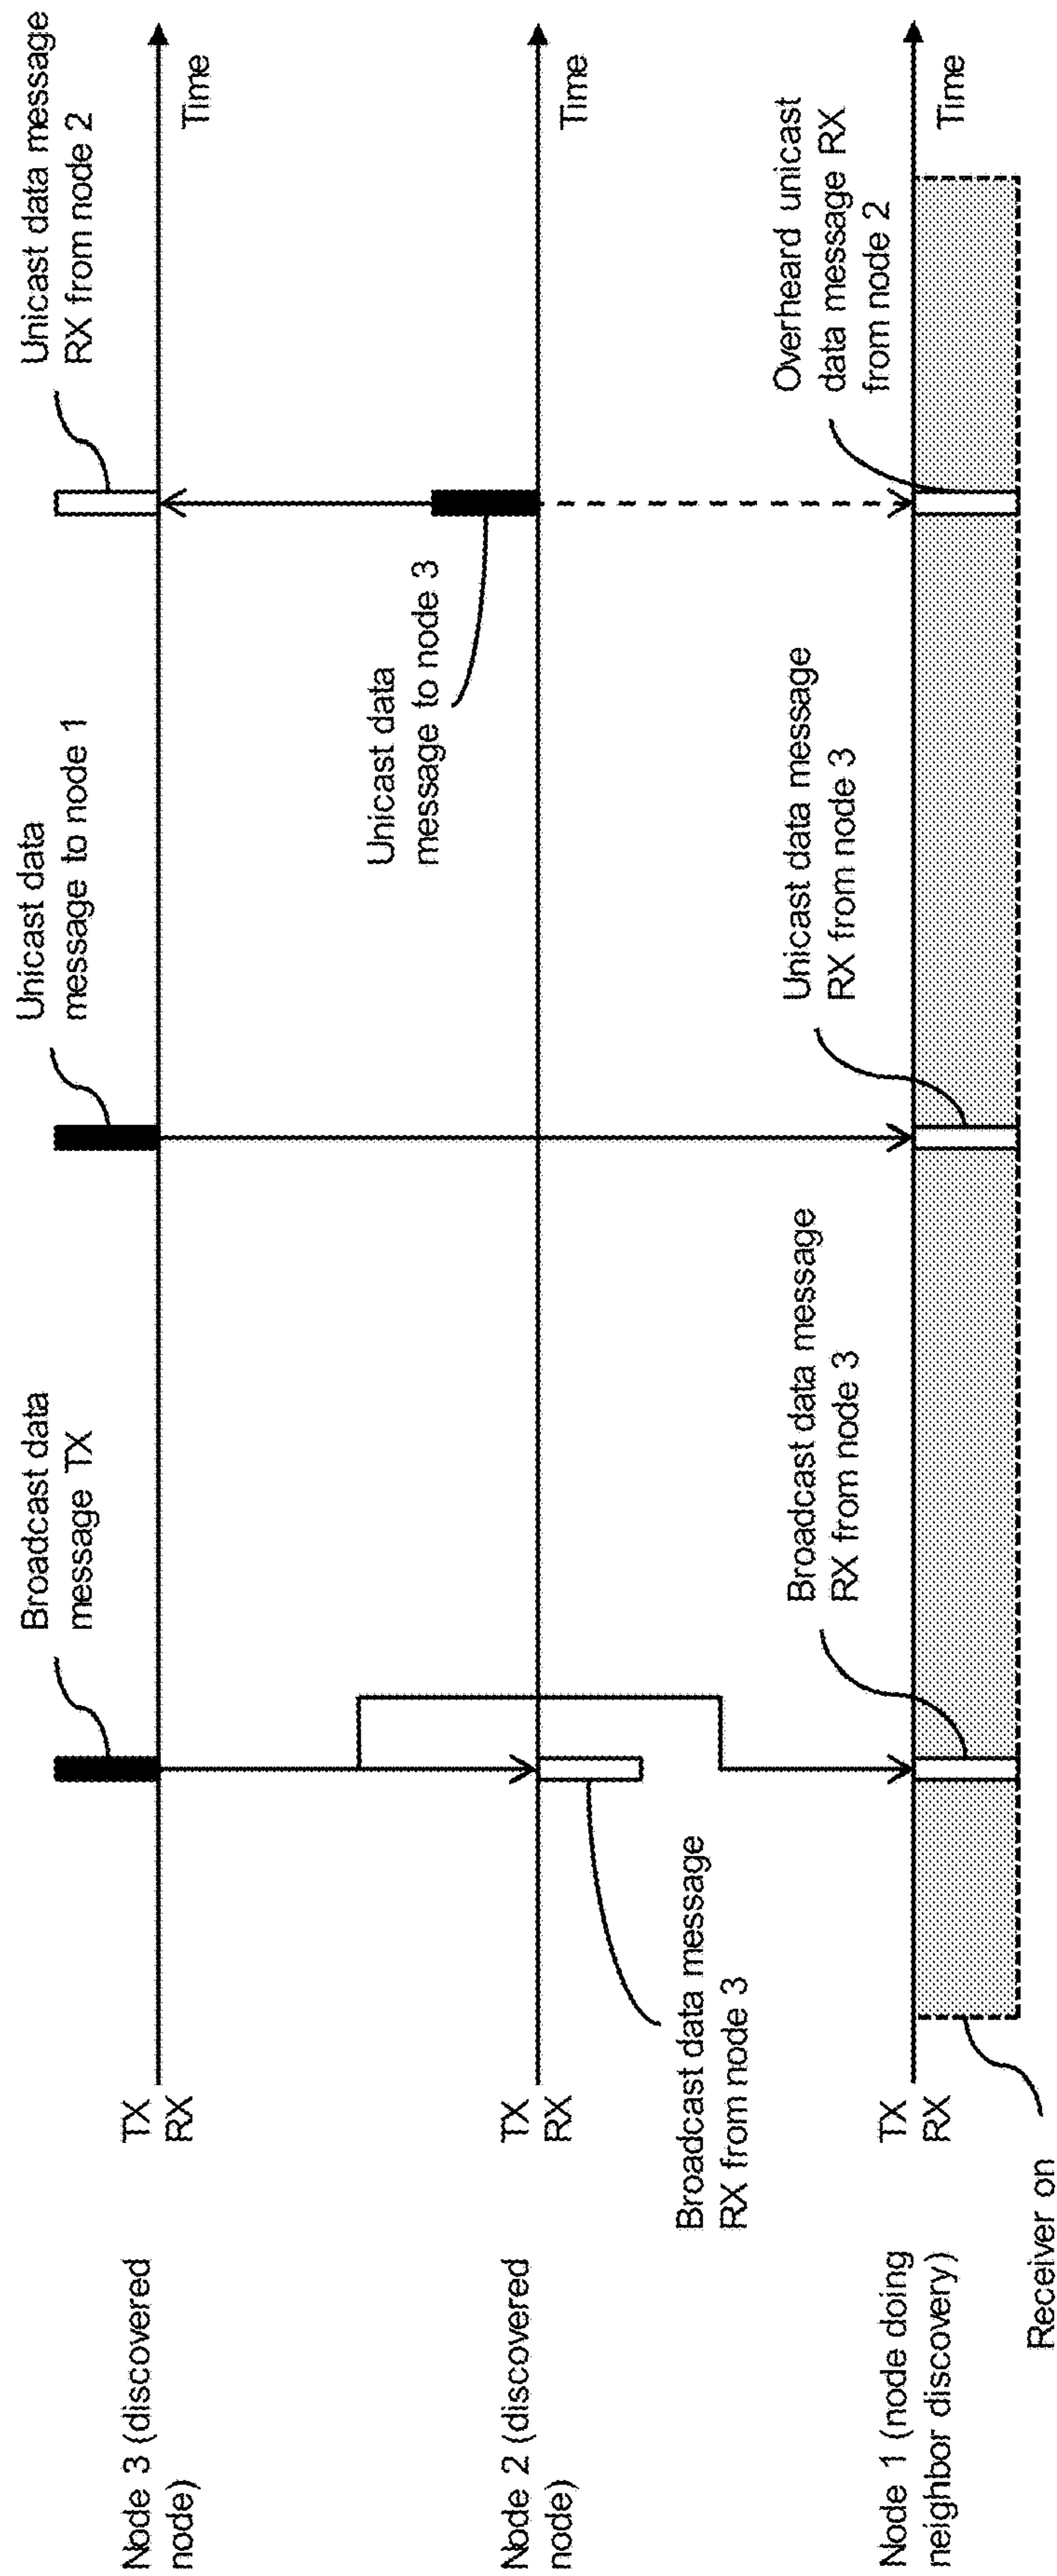 Node 3 (discovered
node)
TX
RX
Broadcast data
message TX
Unicast data
message to node 1
Unicast data message
RX from node 2
Time
Node 2 (discovered
node)
TX
RX
Broadcast data message
RX from node 3
Unicast data
message to node 3
Time
Node 1 (node doing
neighbor discovery)
TX
RX
Receiver on
Broadcast data message
RX from node 3
Unicast data message
RX from node 3
Overheard unicast
data message RX
from node 2
Time